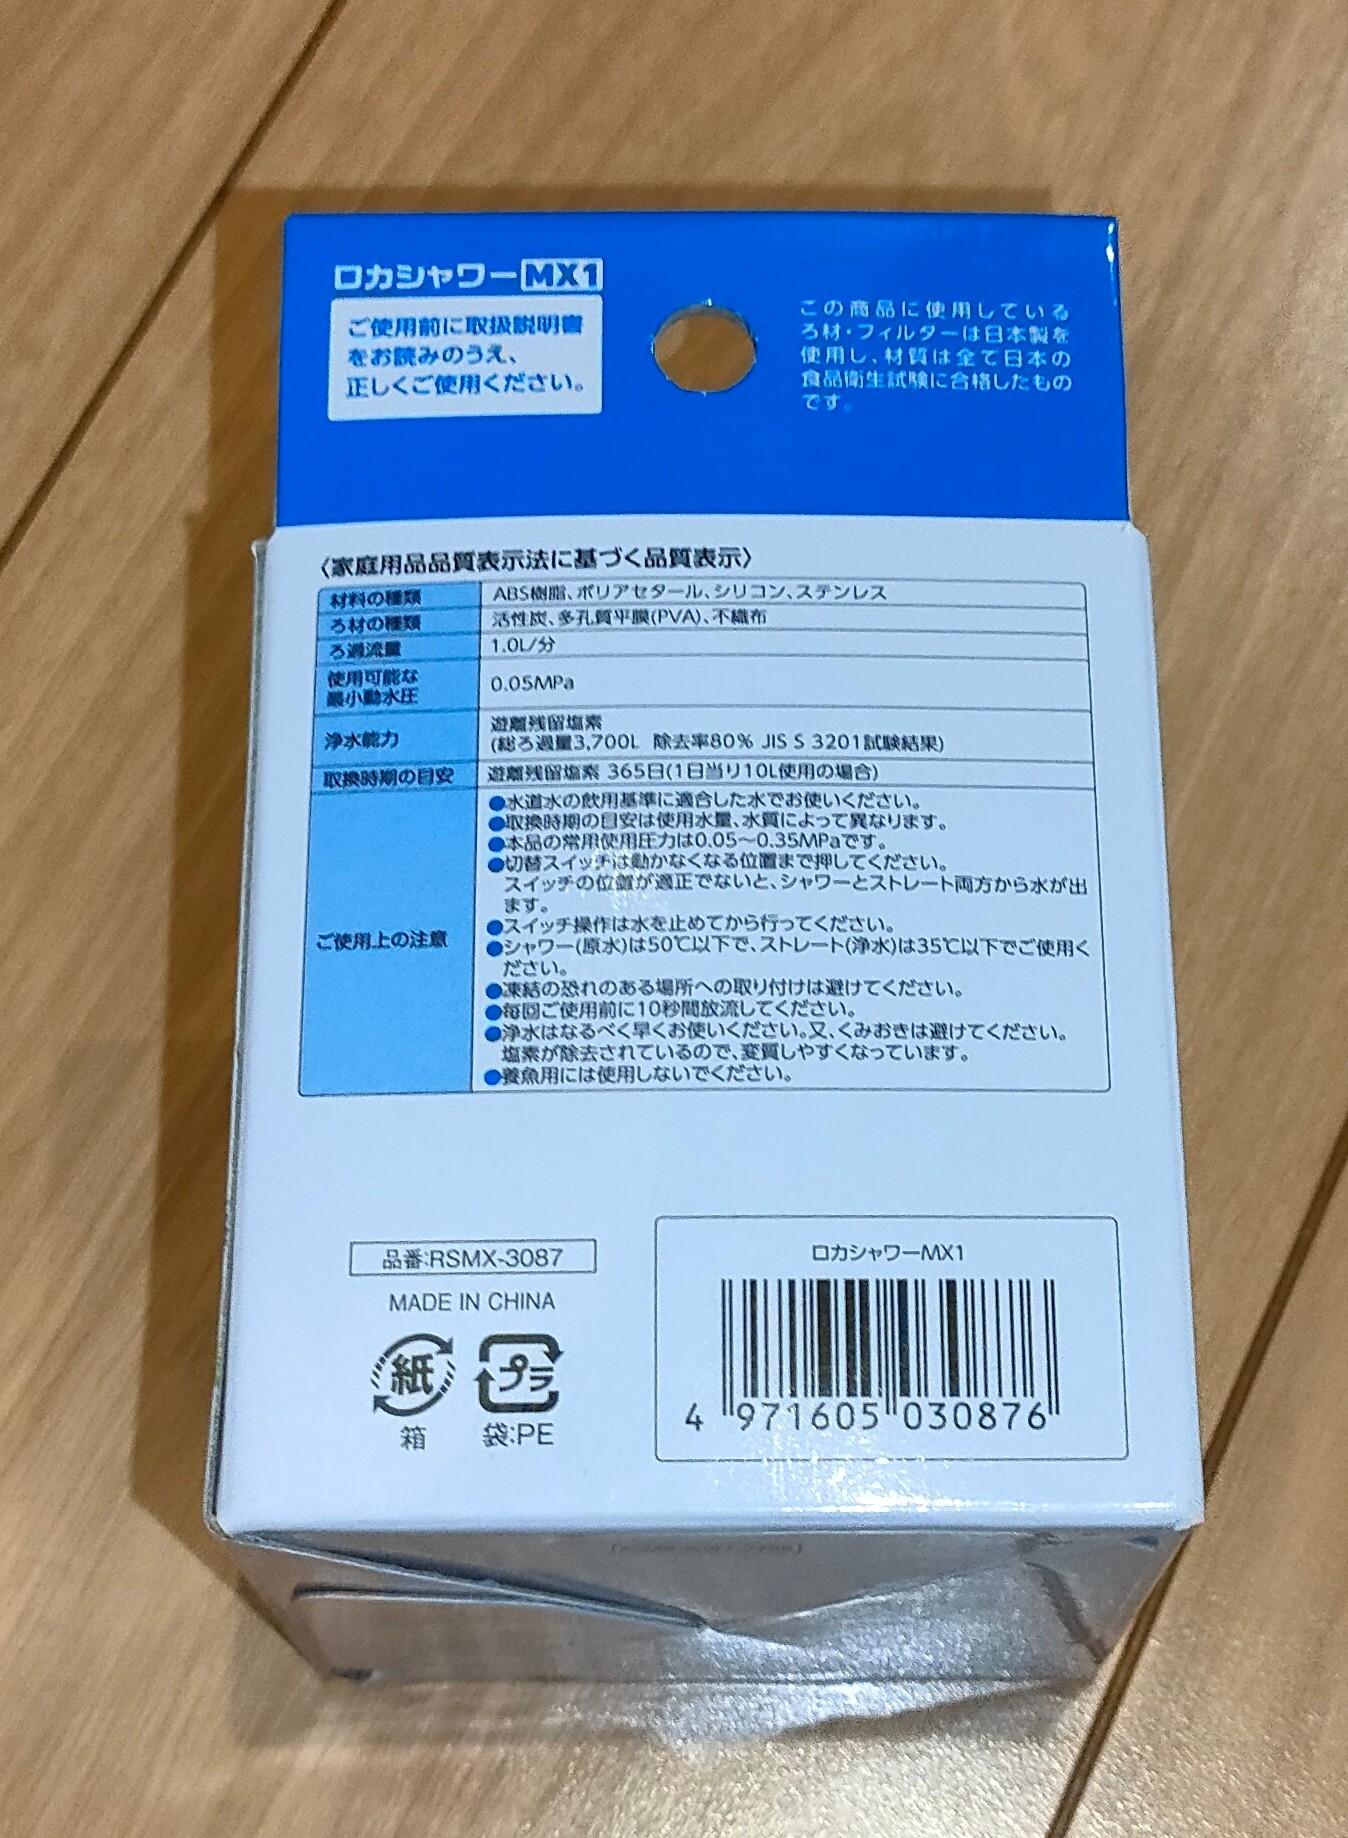 ロカシャワーMX1
ご使用前に取扱説明書
をお読みのうえ、
正しくご使用ください。
この商品に使用している
ろ材・フィルターは日本製を
使用し、材質は全て日本の
食品衛生試験に合格したもの
です。
〈家庭用品品質表示法に基づく品質表示〉
材料の種類 ABS樹脂、ポリアセタール、シリコン、ステンレス
ろ材の種類 活性炭、多孔質平膜(PVA)、不織布
ろ過流量 1.0L/分
使用可能な
最小動水圧 0.05MPa
浄水能力 遊離残留塩素
(総ろ過量3,700L 除去率80% JIS S 3201試験結果)
取換時期の目安 遊離残留塩素 365日(1日当り10L使用の場合)
ご使用上の注意
●水道水の飲用基準に適合した水でお使いください。
●取換時期の目安は使用水量、水質によって異なります。
●本品の常用使用圧力は0.05～0.35MPaです。
●切替スイッチは動かなくなる位置まで押してください。
スイッチの位置が適正でないと、シャワーとストレート両方から水が出
ます。
●スイッチ操作は水を止めてから行ってください。
●シャワー(原水)は50℃以下で、ストレート(浄水)は35℃以下でご使用く
ださい。
●凍結の恐れのある場所への取り付けは避けてください。
●毎回ご使用前に10秒間放流してください。
●浄水はなるべく早くお使いください。又、くみおきは避けてください。
塩素が除去されているので、変質しやすくなっています。
●養魚用には使用しないでください。
品番:RSMX-3087
MADE IN CHINA
紙
箱
プラ
袋:PE
ロカシャワーMX1
4 971605 030876